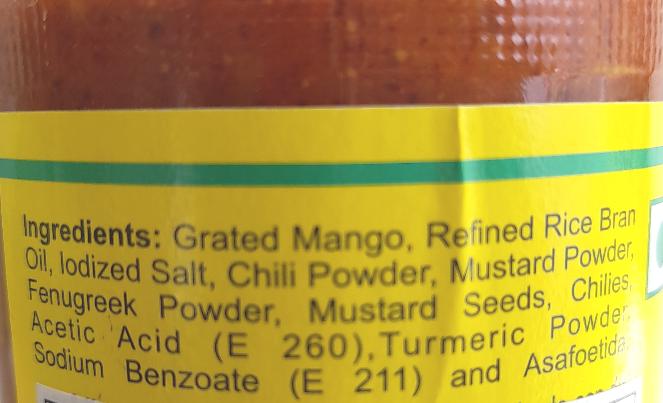 Ingredients: Grated Mango, Refined Rice Bran
Oil, Iodized Salt, Chili Powder, Mustard Powder,
Fenugreek Powder, Mustard Seeds, Chilies,
Acetic Acid (E 260),Turmeric Powder,
Sodium Benzoate (E 211) and Asafoetida.